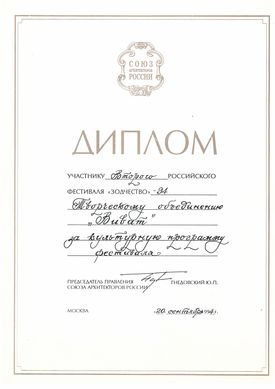 СОЮЗ
АРХИТЕКТОРОВ
РОССИИ
ДИПЛОМ
УЧАСТНИКУ Второго РОССИЙСКОГО
ФЕСТИВАЛЯ «ЗОДЧЕСТВО» -94
Творческому объединению
„Виват"
за культурную программу
фестиваля
ПРЕДСЕДАТЕЛЬ ПРАВЛЕНИЯ
СОЮЗА АРХИТЕКТОРОВ РОССИИ
ГНЕДОВСКИЙ Ю.П.
МОСКВА
20 сентября